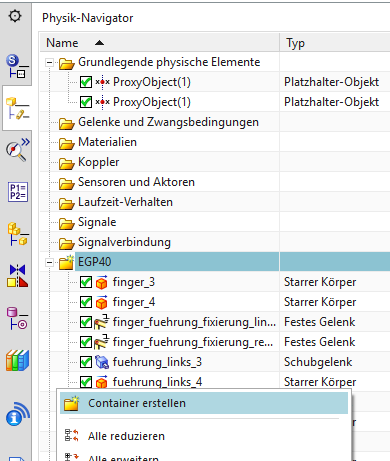 Physik-Navigator
Name Typ
Grundlegende physische Elemente
ProxyObject(1) Platzhalter-Objekt
ProxyObject(1) Platzhalter-Objekt
Gelenke und Zwangsbedingungen
Materialien
Koppler
Sensoren und Aktoren
Laufzeit-Verhalten
Signale
Signalverbindung
EGP40
finger_3 Starrer Körper
finger_4 Starrer Körper
finger_fuehrung_fixierung_lin... Festes Gelenk
finger_fuehrung_fixierung_re... Festes Gelenk
fuehrung_links_3 Schubgelenk
fuehrung_links_4 Starrer Körper
Container erstellen
Alle reduzieren
Alle erweitern